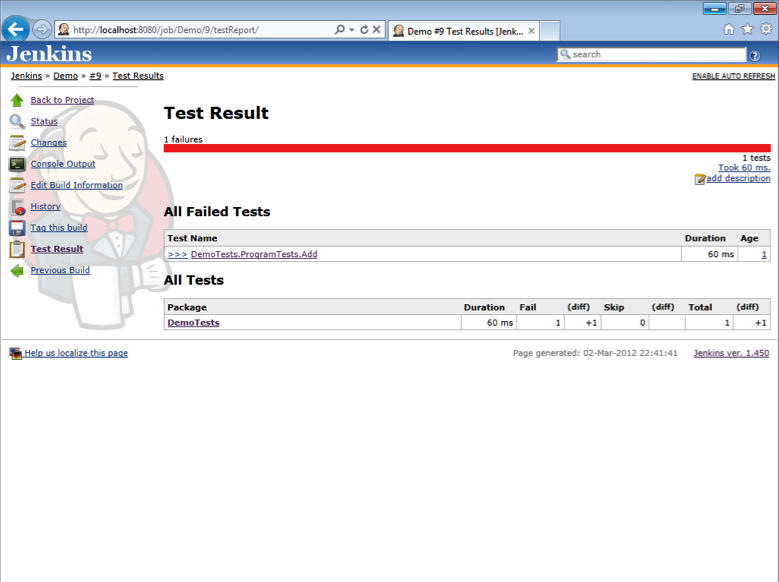 http://localhost:8080/job/Demo/9/testReport/
Demo #9 Test Results [Jenk...
Jenkins
search
Jenkins » Demo » #9 » Test Results
ENABLE AUTO REFRESH
Back to Project
Status
Changes
Console Output
Edit Build Information
History
Tag this build
Test Result
Previous Build
Test Result
1 failures
1 tests
Took 60 ms.
add description
All Failed Tests
Test Name Duration Age
>>> DemoTests.ProgramTests.Add 60 ms 1
All Tests
Package Duration Fail (diff) Skip (diff) Total (diff)
DemoTests 60 ms 1 +1 0 1 +1
Help us localize this page
Page generated: 02-Mar-2012 22:41:41 Jenkins ver. 1.450